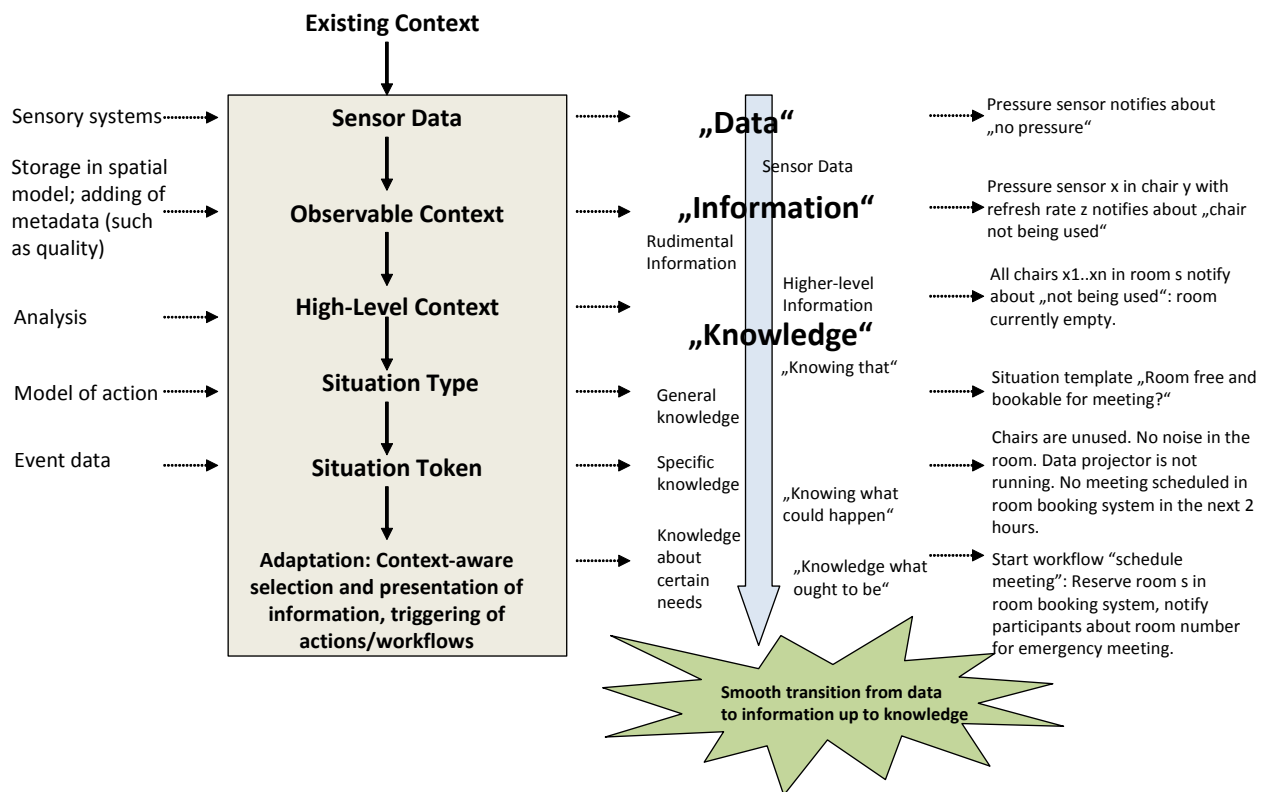 Existing Context
Sensory systems
Sensor Data
„Data“
Pressure sensor notifies about
„no pressure“
Sensor Data
Storage in spatial
model; adding of
metadata (such
as quality)
Observable Context
„Information“
Pressure sensor x in chair y with
refresh rate z notifies about „chair
not being used“
Rudimental
Information
Analysis
High-Level Context
Higher-level
Information
All chairs x1..xn in room s notify
about „not being used“: room
currently empty.
„Knowledge“
„Knowing that“
Model of action
Situation Type
General
knowledge
Situation template „Room free and
bookable for meeting?“
Event data
Situation Token
Specific
knowledge
Chairs are unused. No noise in the
room. Data projector is not
running. No meeting scheduled in
room booking system in the next 2
hours.
„Knowing what
could happen“
Adaptation: Context-aware
selection and presentation of
information, triggering of
actions/workflows
Knowledge
about
certain
needs
„Knowledge what
ought to be“
Start workflow “schedule
meeting”: Reserve room s in
room booking system, notify
participants about room number
for emergency meeting.
Smooth transition from data
to information up to knowledge